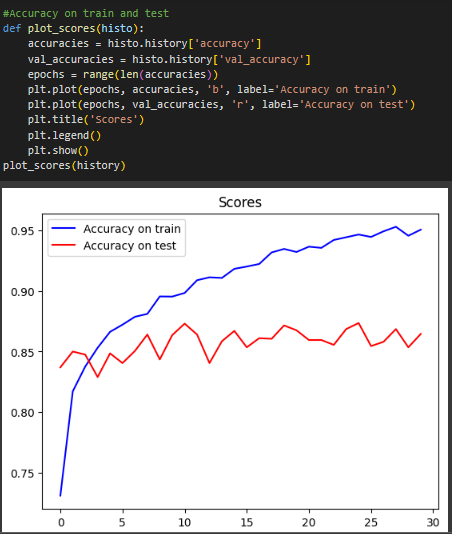 #Accuracy on train and test
def plot_scores(histo):
    accuracies = histo.history['accuracy']
    val_accuracies = histo.history['val_accuracy']
    epochs = range(len(accuracies))
    plt.plot(epochs, accuracies, 'b', label='Accuracy on train')
    plt.plot(epochs, val_accuracies, 'r', label='Accuracy on test')
    plt.title('Scores')
    plt.legend()
    plt.show()
plot_scores(history)
Scores
Accuracy on train
Accuracy on test
0.95
0.90
0.85
0.80
0.75
0 5 10 15 20 25 30